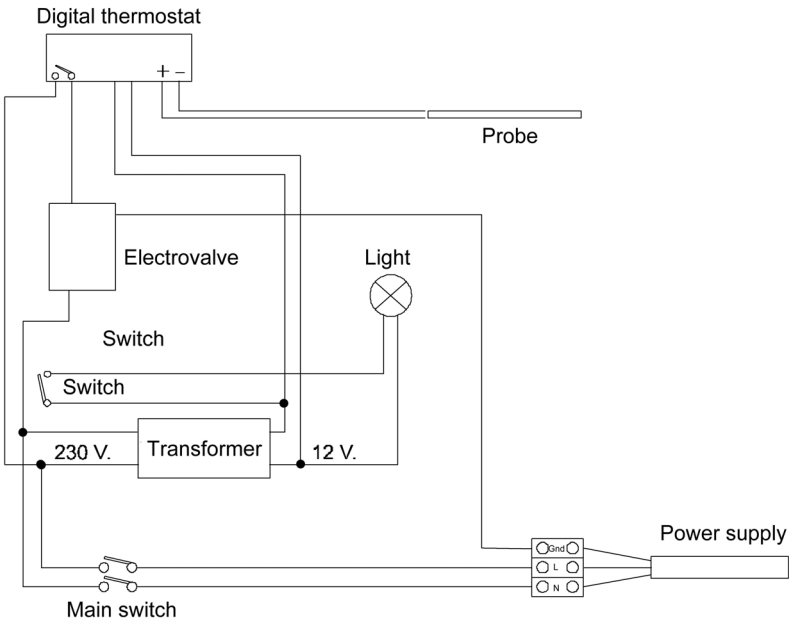 Digital thermostat
+ −
Probe
Electrovalve
Light
Switch
Switch
230 V.
Transformer
12 V.
Power supply
Gnd
L
N
Main switch